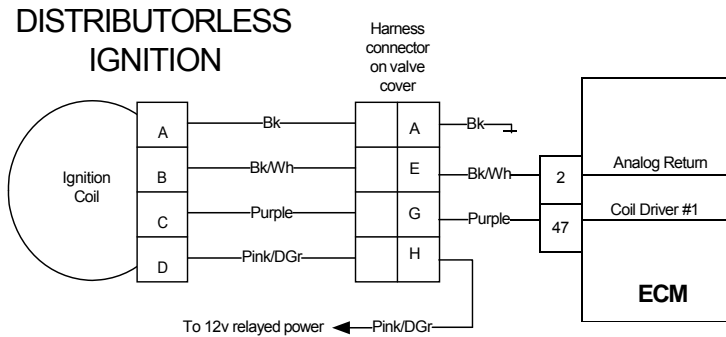 DISTRIBUTORLESS
IGNITION
Harness
connector
on valve
cover
Ignition
Coil
A
Bk
A
Bk
B
Bk/Wh
E
Bk/Wh
2
Analog Return
C
Purple
G
Purple
47
Coil Driver #1
D
Pink/DGr
H
ECM
To 12v relayed power
Pink/DGr